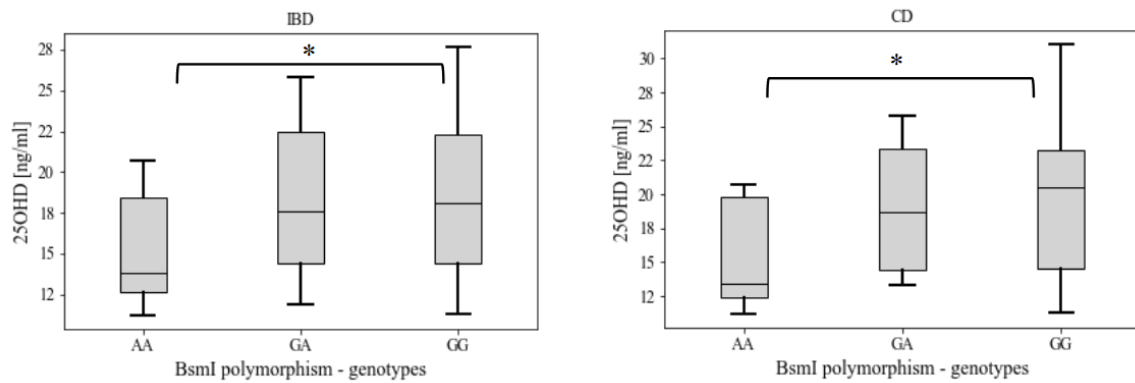 IBD
*
28
25
22
20
18
15
12
25OHD [ng/ml]
AA GA GG
BsmI polymorphism - genotypes
CD
*
30
28
25
22
20
18
15
12
25OHD [ng/ml]
AA GA GG
BsmI polymorphism - genotypes